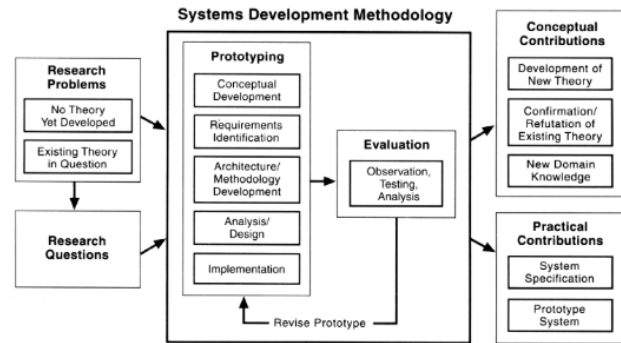 Systems Development Methodology
Research
Problems
No Theory
Yet Developed
Existing Theory
in Question
Research
Questions
Prototyping
Conceptual
Development
Requirements
Identification
Architecture/
Methodology
Development
Analysis/
Design
Implementation
Evaluation
Observation,
Testing,
Analysis
Revise Prototype
Conceptual
Contributions
Development of
New Theory
Confirmation/
Refutation of
Existing Theory
New Domain
Knowledge
Practical
Contributions
System
Specification
Prototype
System